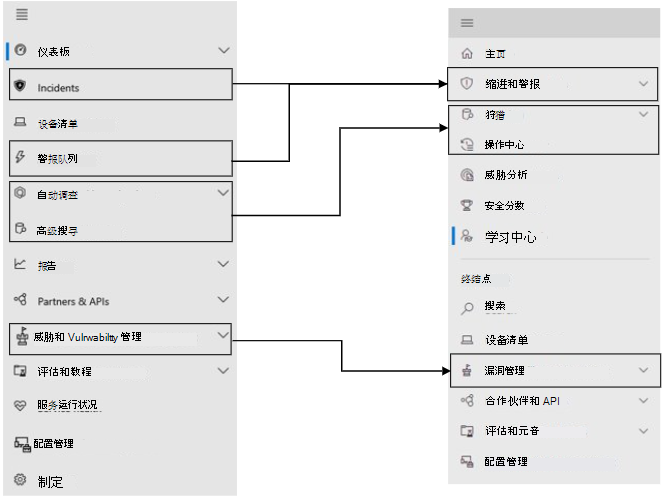 仪表板
Incidents
设备清单
警报队列
自动调查
高级搜寻
报告
Partners & APIs
威胁和 Vulrwabiltty 管理
评估和教程
服务运行状况
配置管理
制定
主页
缩进和警报
狩猎
操作中心
威胁分析
安全分数
学习中心
终结点
搜索
设备清单
漏洞管理
合作伙伴和 API
评估和元音
配置管理